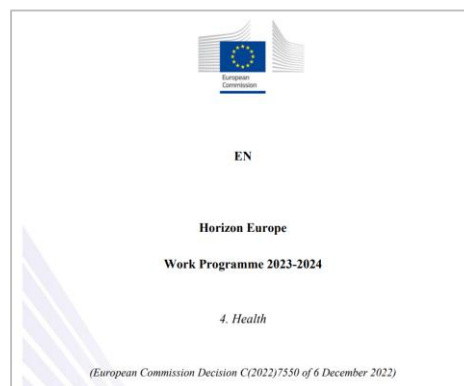 European
Commission
EN
Horizon Europe
Work Programme 2023-2024
4. Health
(European Commission Decision C(2022)7550 of 6 December 2022)